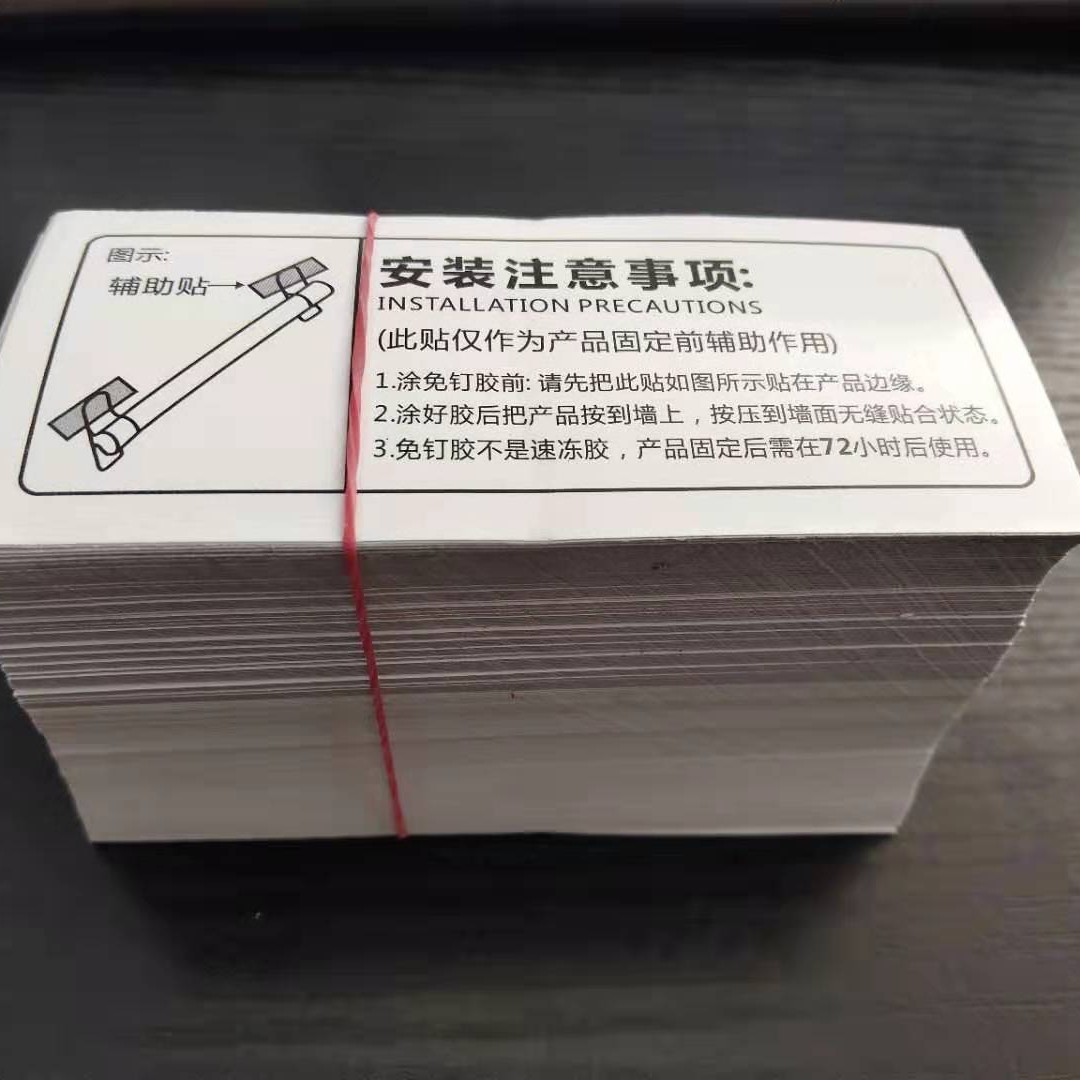 图示:
辅助贴
安装注意事项:
INSTALLATION PRECAUTIONS
(此贴仅作为产品固定前辅助作用)
1.涂免钉胶前: 请先把此贴如图所示贴在产品边缘。
2.涂好胶后把产品按到墙上，按压到墙面无缝贴合状态。
3.免钉胶不是速冻胶，产品固定后需在72小时后使用。